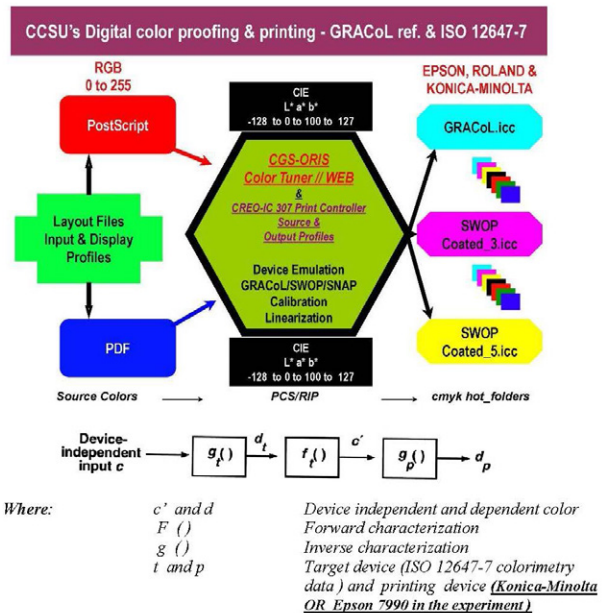 CCSU's Digital color proofing & printing - GRACoL ref. & ISO 12647-7
RGB
0 to 255
PostScript
Layout Files
Input & Display
Profiles
PDF
Source Colors
CIE
L* a* b*
-128 to 0 to 100 to 127
CGS-ORIS
Color Tuner // WEB
&
CREO-IC 307 Print Controller
Source &
Output Profiles
Device Emulation
GRACoL/SWOP/SNAP
Calibration
Linearization
CIE
L* a* b*
-128 to 0 to 100 to 127
PCS/RIP
EPSON, ROLAND &
KONICA-MINOLTA
GRACoL.icc
SWOP
Coated_3.icc
SWOP
Coated_5.icc
cmyk hot_folders
Device-
independent
input c
g_t()
d_t
f_t()
c'
g_p()
d_p
Where:
c' and d Device independent and dependent color
F () Forward characterization
g () Inverse characterization
t and p Target device (ISO 12647-7 colorimetry
data ) and printing device (Konica-Minolta
OR Epson 7990 in the experiment)